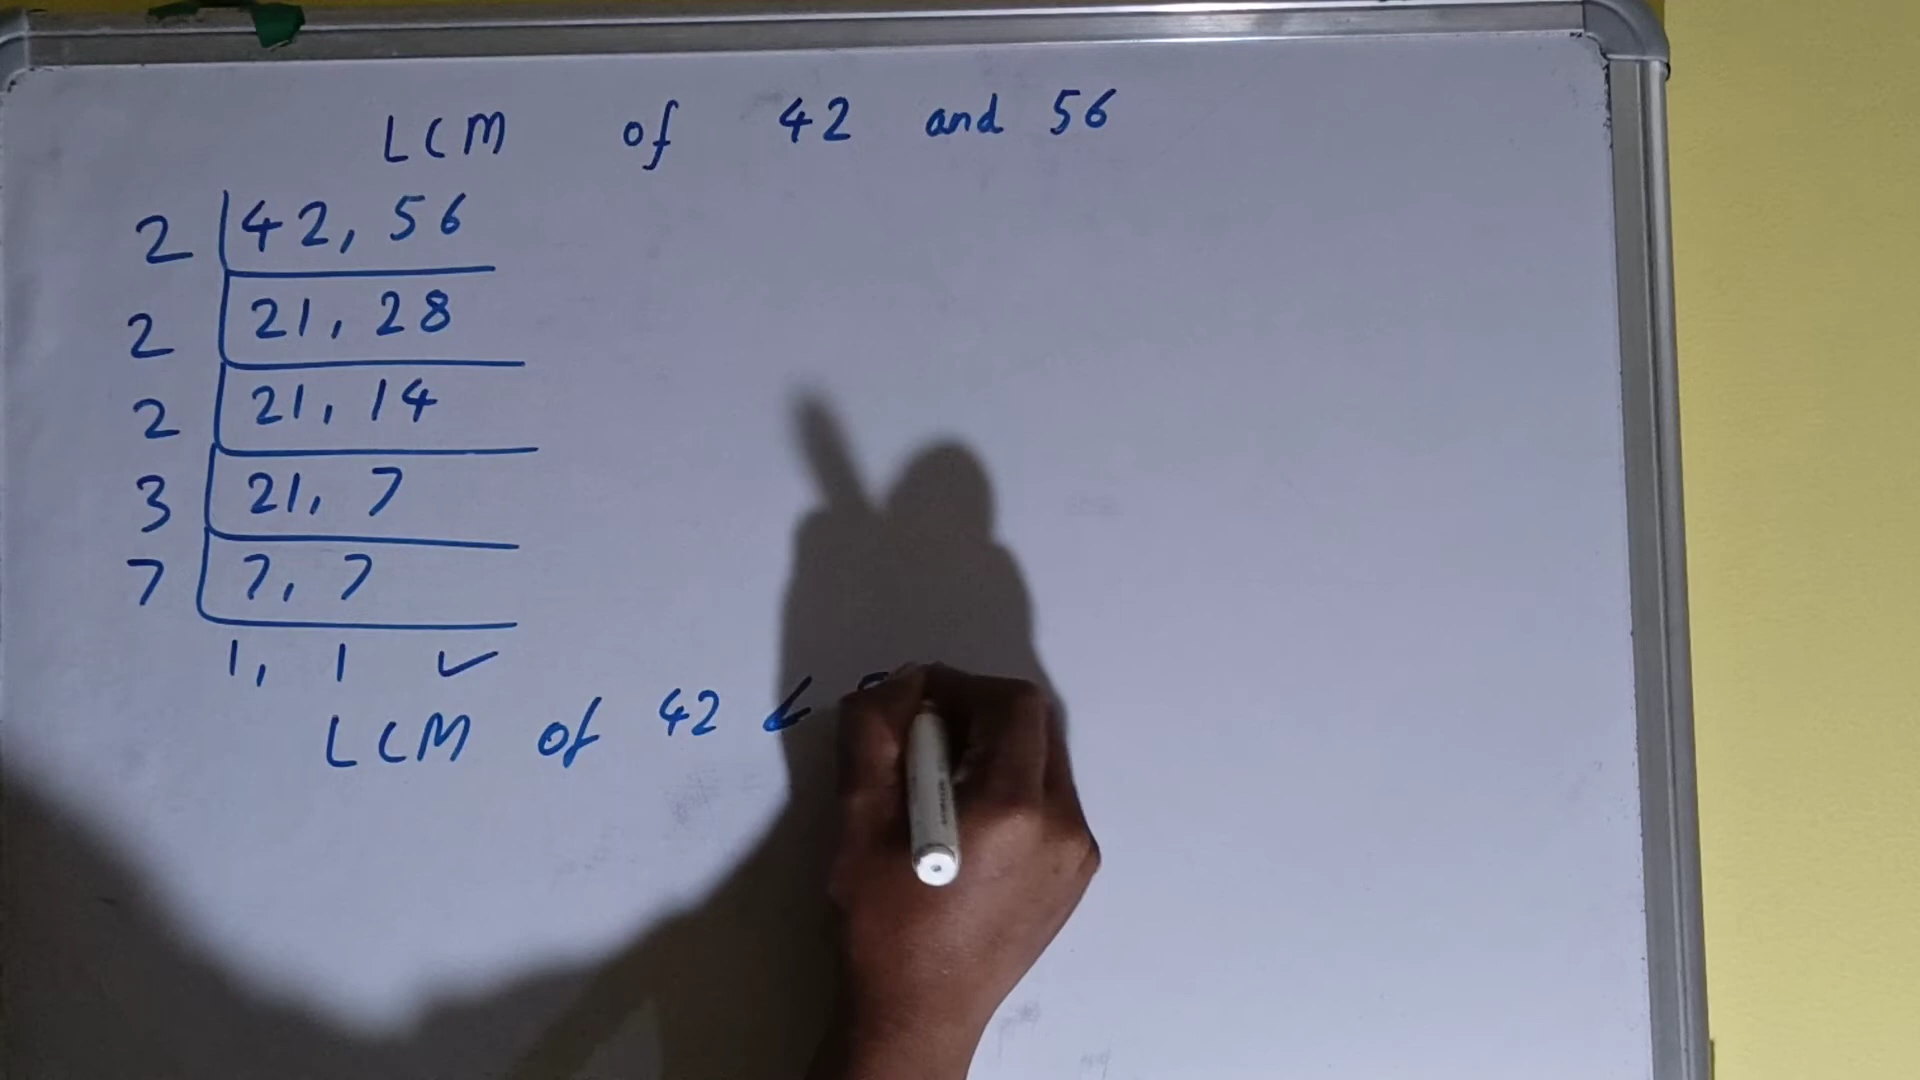 LCM of 42 and 56
2 42, 56
2 21, 28
2 21, 14
3 21, 7
7 7, 7
1, 1 ✓
LCM of 42